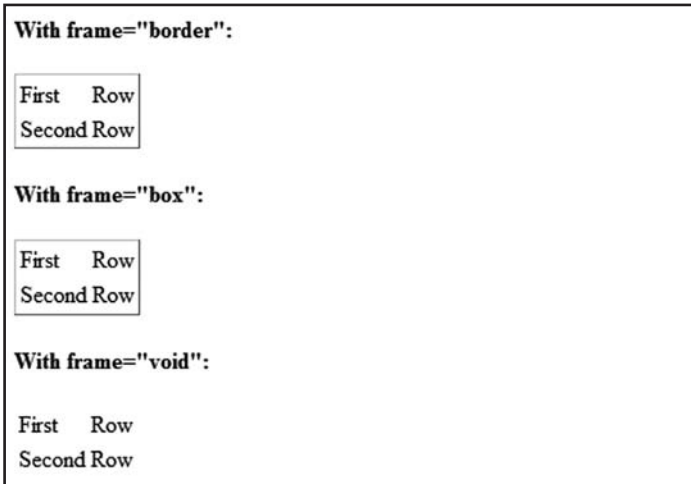 With frame="border":
First Row
Second Row
With frame="box":
First Row
Second Row
With frame="void":
First Row
Second Row